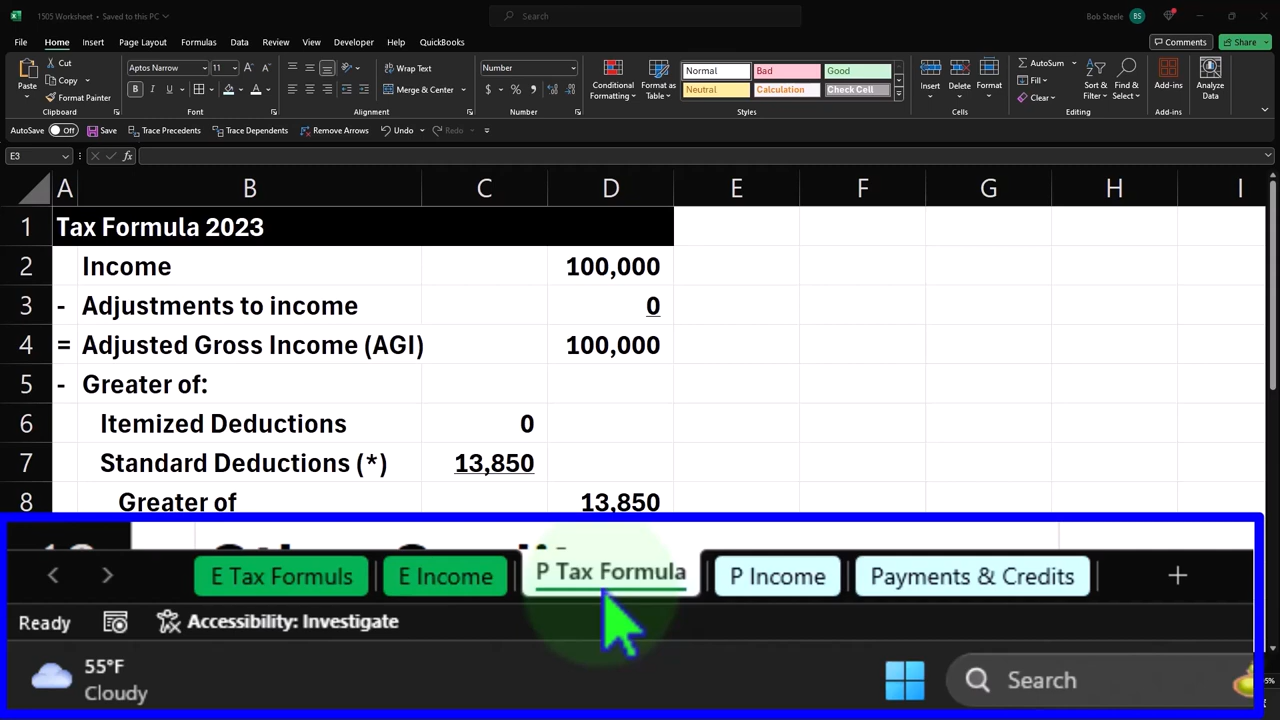 1505 Worksheet • Saved to this PC
Search
Bob Steele BS
File Home Insert Page Layout Formulas Data Review View Developer Help QuickBooks
Comments Share
Paste Cut Format Painter
Clipboard
Aptos Narrow 11
B I U
Font
Wrap Text
Merge & Center
Alignment
Number
$ % 9
Number
Conditional Formatting
Format as Table
Normal Bad Good
Neutral Calculation Check Cell
Styles
Insert Delete Format
Cells
AutoSum
Fill
Clear
Sort & Filter
Find & Select
Editing
Add-ins
Add-ins
Analyze Data
AutoSave Off Save Trace Precedents Trace Dependents Remove Arrows Undo Redo
E3 fx
A B C D E F G H I
1 Tax Formula 2023
2 Income 100,000
3 - Adjustments to income 0
4 = Adjusted Gross Income (AGI) 100,000
5 - Greater of:
6 Itemized Deductions 0
7 Standard Deductions (*) 13,850
8 Greater of 13,850
E Tax Formuls E Income P Tax Formula P Income Payments & Credits +
Ready Accessibility: Investigate
55°F
Cloudy
Search